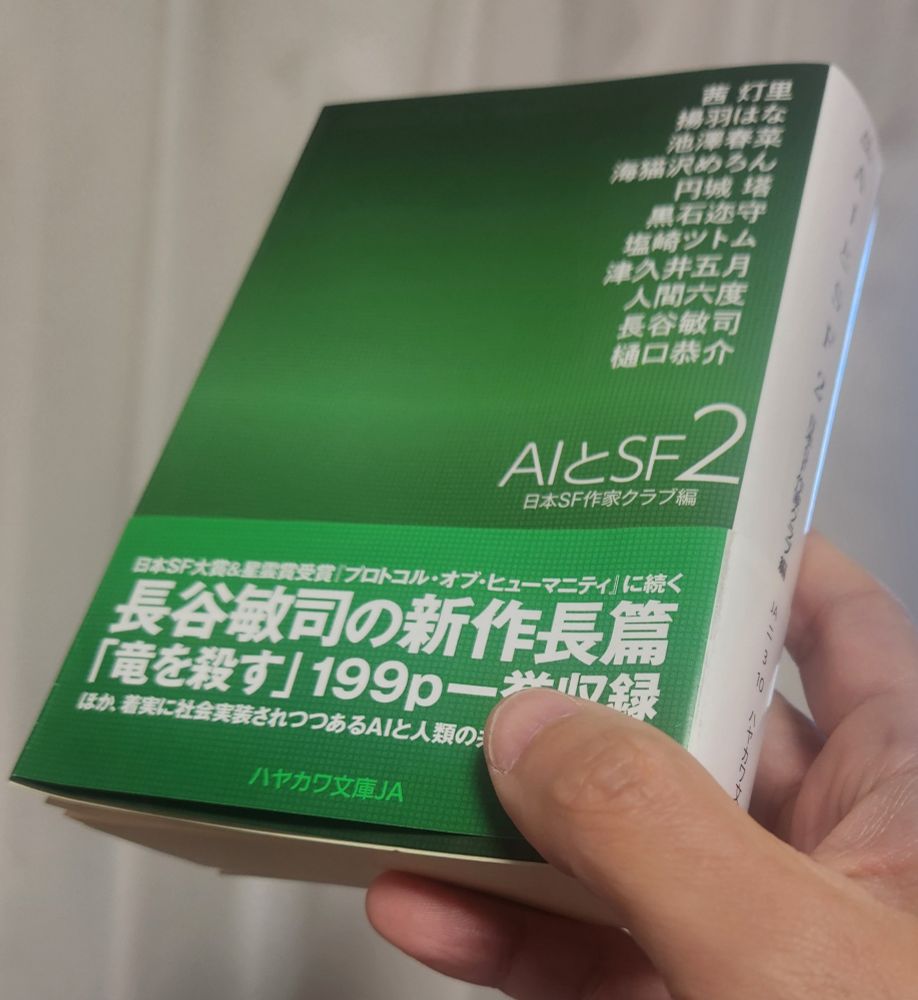 茜 灯里
揚羽はな
池澤春菜
海猫沢めろん
円城 塔
黒石迩守
塩崎ツトム
津久井五月
人間六度
長谷敏司
樋口恭介
AIとSF2
日本SF作家クラブ編
日本SF大賞&星雲賞受賞『プロトコル・オブ・ヒューマニティ』に続く
長谷敏司の新作長篇
「竜を殺す」199p一挙収録
ほか、着実に社会実装されつつあるAIと人類の
ハヤカワ文庫JA